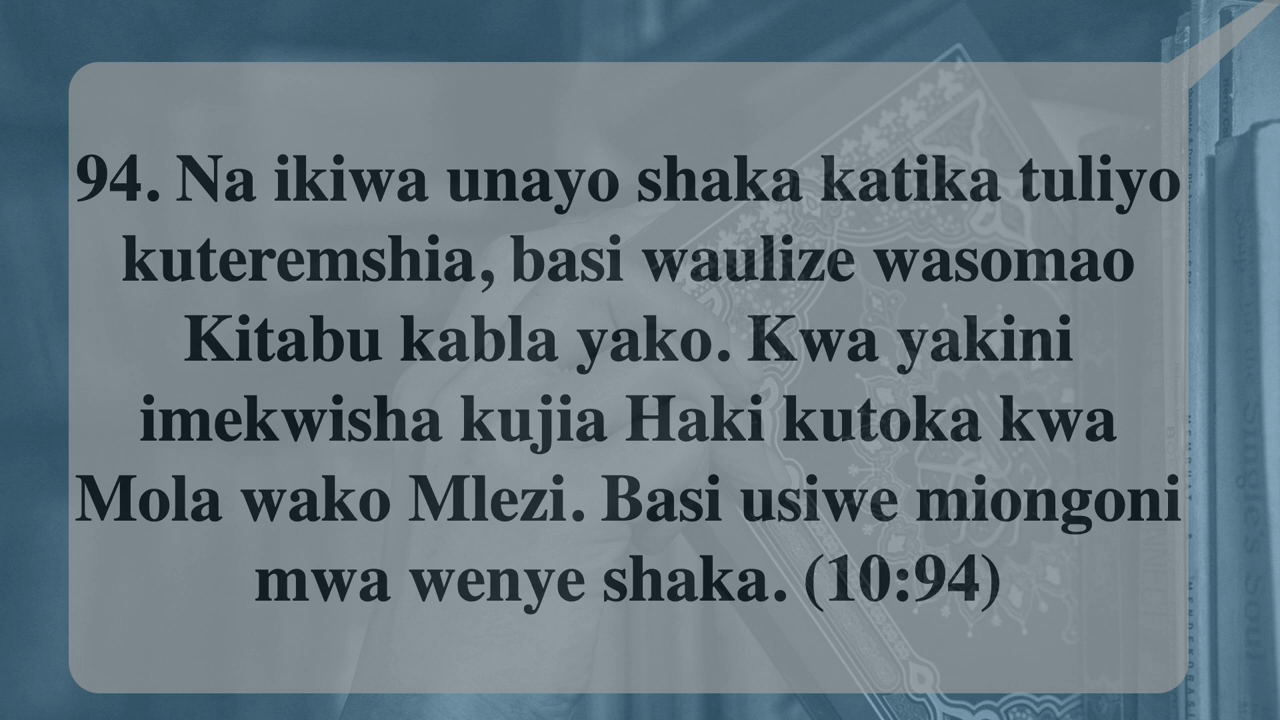 94. Na ikiwa unayo shaka katika tuliyo
kuteremshia, basi waulize wasomao
Kitabu kabla yako. Kwa yakini
imekwisha kujia Haki kutoka kwa
Mola wako Mlezi. Basi usiwe miongoni
mwa wenye shaka. (10:94)